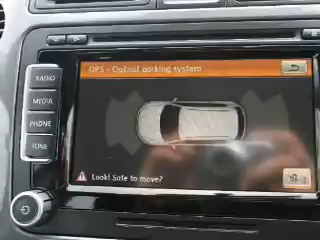 OPS - Optical parking system
RADIO
MEDIA
PHONE
TONE
Look! Safe to move?